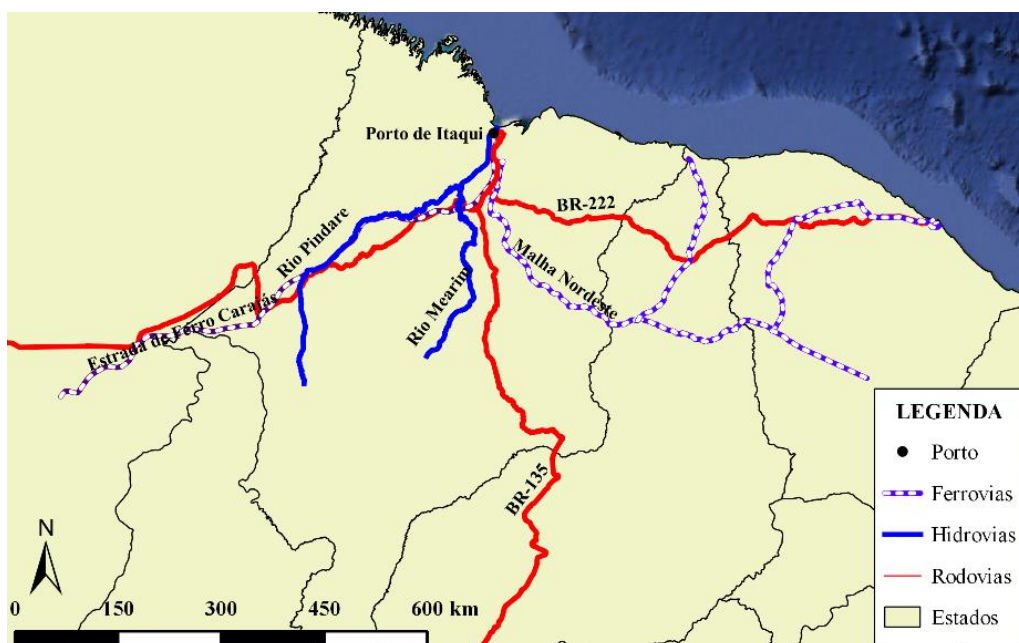 Porto de Itaqui
BR-222
Rio Pindare
Malha Nordeste
Rio Mearim
Estrada de Ferro Carajás
BR-135
LEGENDA
Porto
Ferrovias
Hidrovias
Rodovias
Estados
N
0 150 300 450 600 km